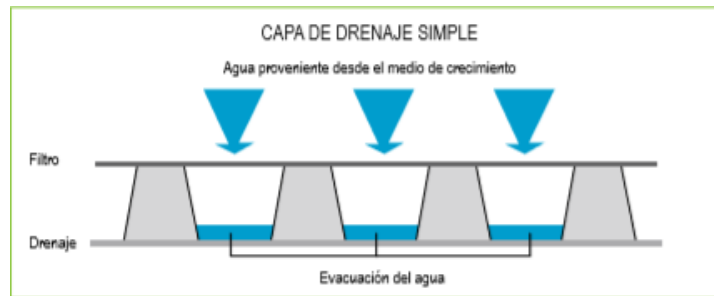 CAPA DE DRENAJE SIMPLE
Agua proveniente desde el medio de crecimiento
Filtro
Drenaje
Evacuación del agua